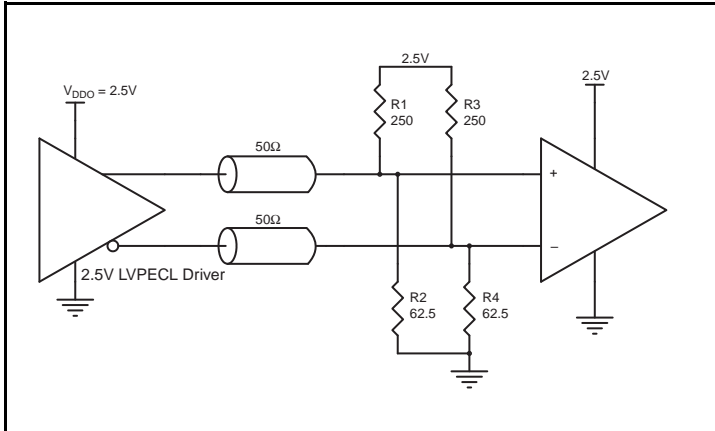 2.5V
V_DDO = 2.5V
2.5V
R1
250
R3
250
50Ω
+
50Ω
–
2.5V LVPECL Driver
R2
62.5
R4
62.5